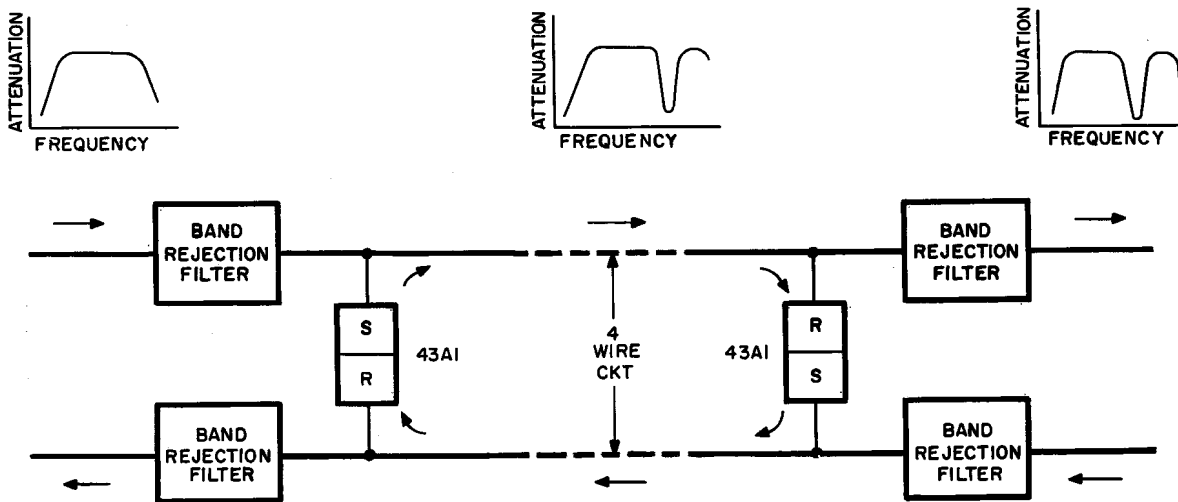 ATTENUATION
FREQUENCY
ATTENUATION
FREQUENCY
ATTENUATION
FREQUENCY
BAND
REJECTION
FILTER
BAND
REJECTION
FILTER
S
R
43A1
4
WIRE
CKT
43A1
R
S
BAND
REJECTION
FILTER
BAND
REJECTION
FILTER